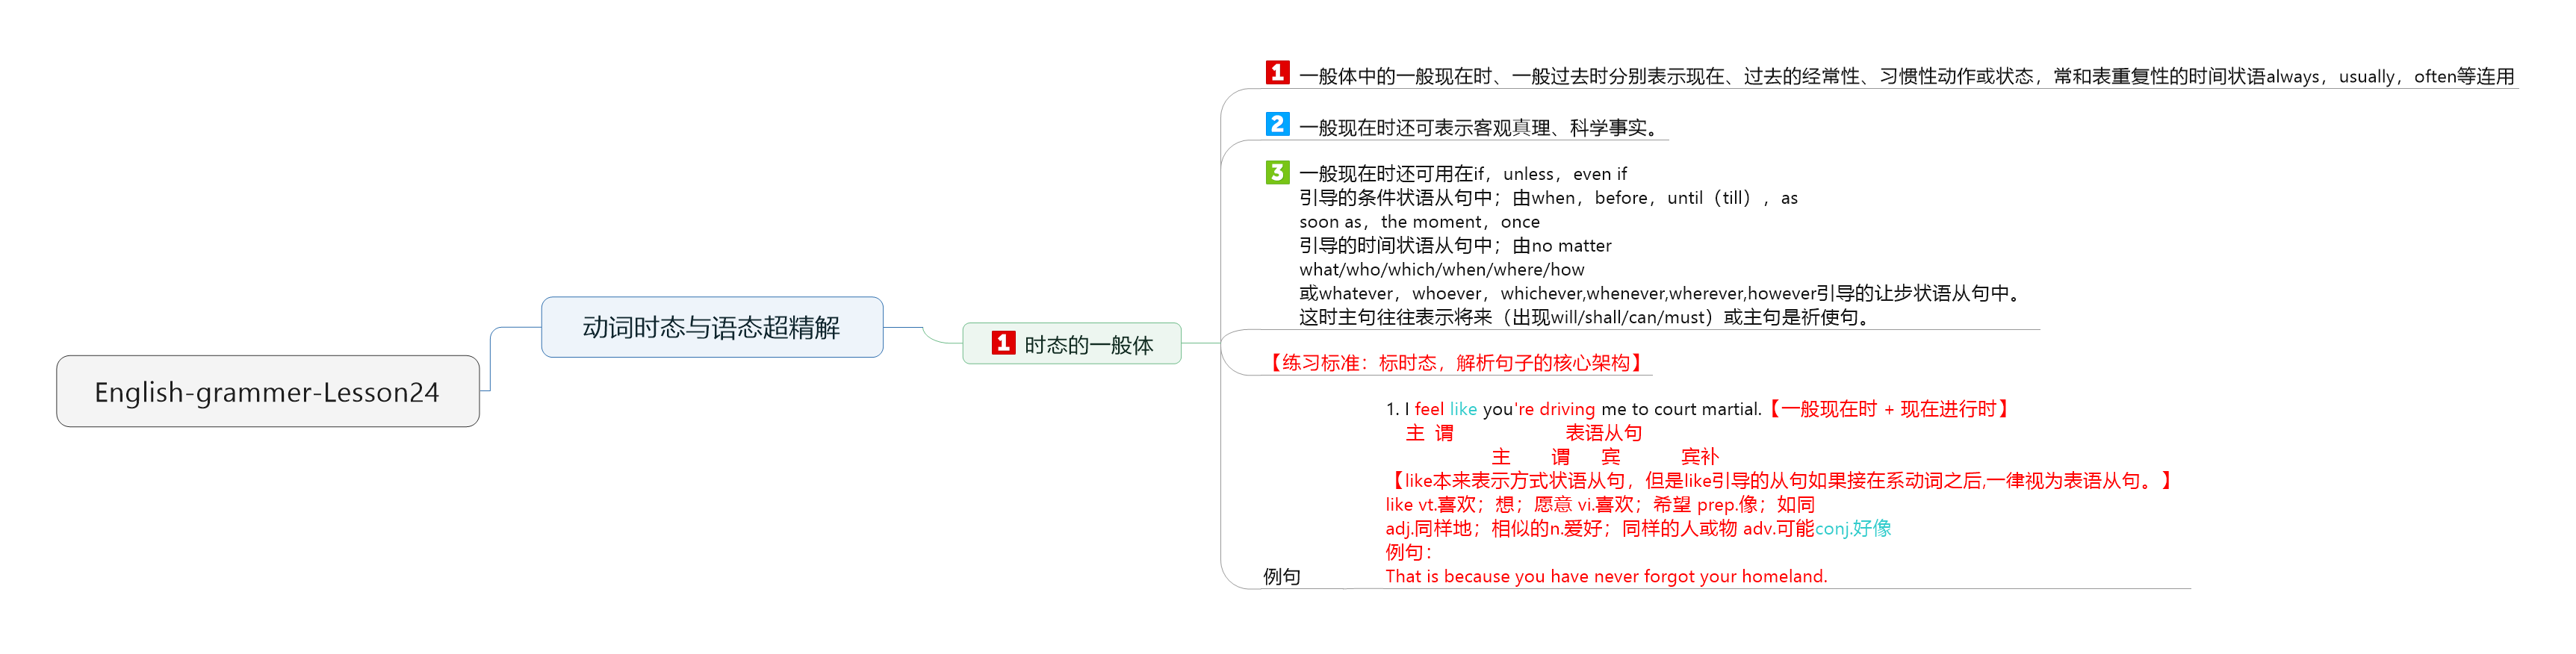 English-grammer-Lesson24
动词时态与语态超精解
1 时态的一般体
1 一般体中的一般现在时、一般过去时分别表示现在、过去的经常性、习惯性动作或状态，常和表重复性的时间状语always，usually，often等连用
2 一般现在时还可表示客观真理、科学事实。
3 一般现在时还可用在if，unless，even if
引导的条件状语从句中；由when，before，until（till），as
soon as，the moment，once
引导的时间状语从句中；由no matter
what/who/which/when/where/how
或whatever，whoever，whichever,whenever,wherever,however引导的让步状语从句中。
这时主句往往表示将来（出现will/shall/can/must）或主句是祈使句。
【练习标准：标时态，解析句子的核心架构】
例句
1. I feel like you're driving me to court martial.【一般现在时 + 现在进行时】
主 谓 表语从句
主 谓 宾 宾补
【like本来表示方式状语从句，但是like引导的从句如果接在系动词之后,一律视为表语从句。】
like vt.喜欢；想；愿意 vi.喜欢；希望 prep.像；如同
adj.同样地；相似的n.爱好；同样的人或物 adv.可能conj.好像
例句：
That is because you have never forgot your homeland.